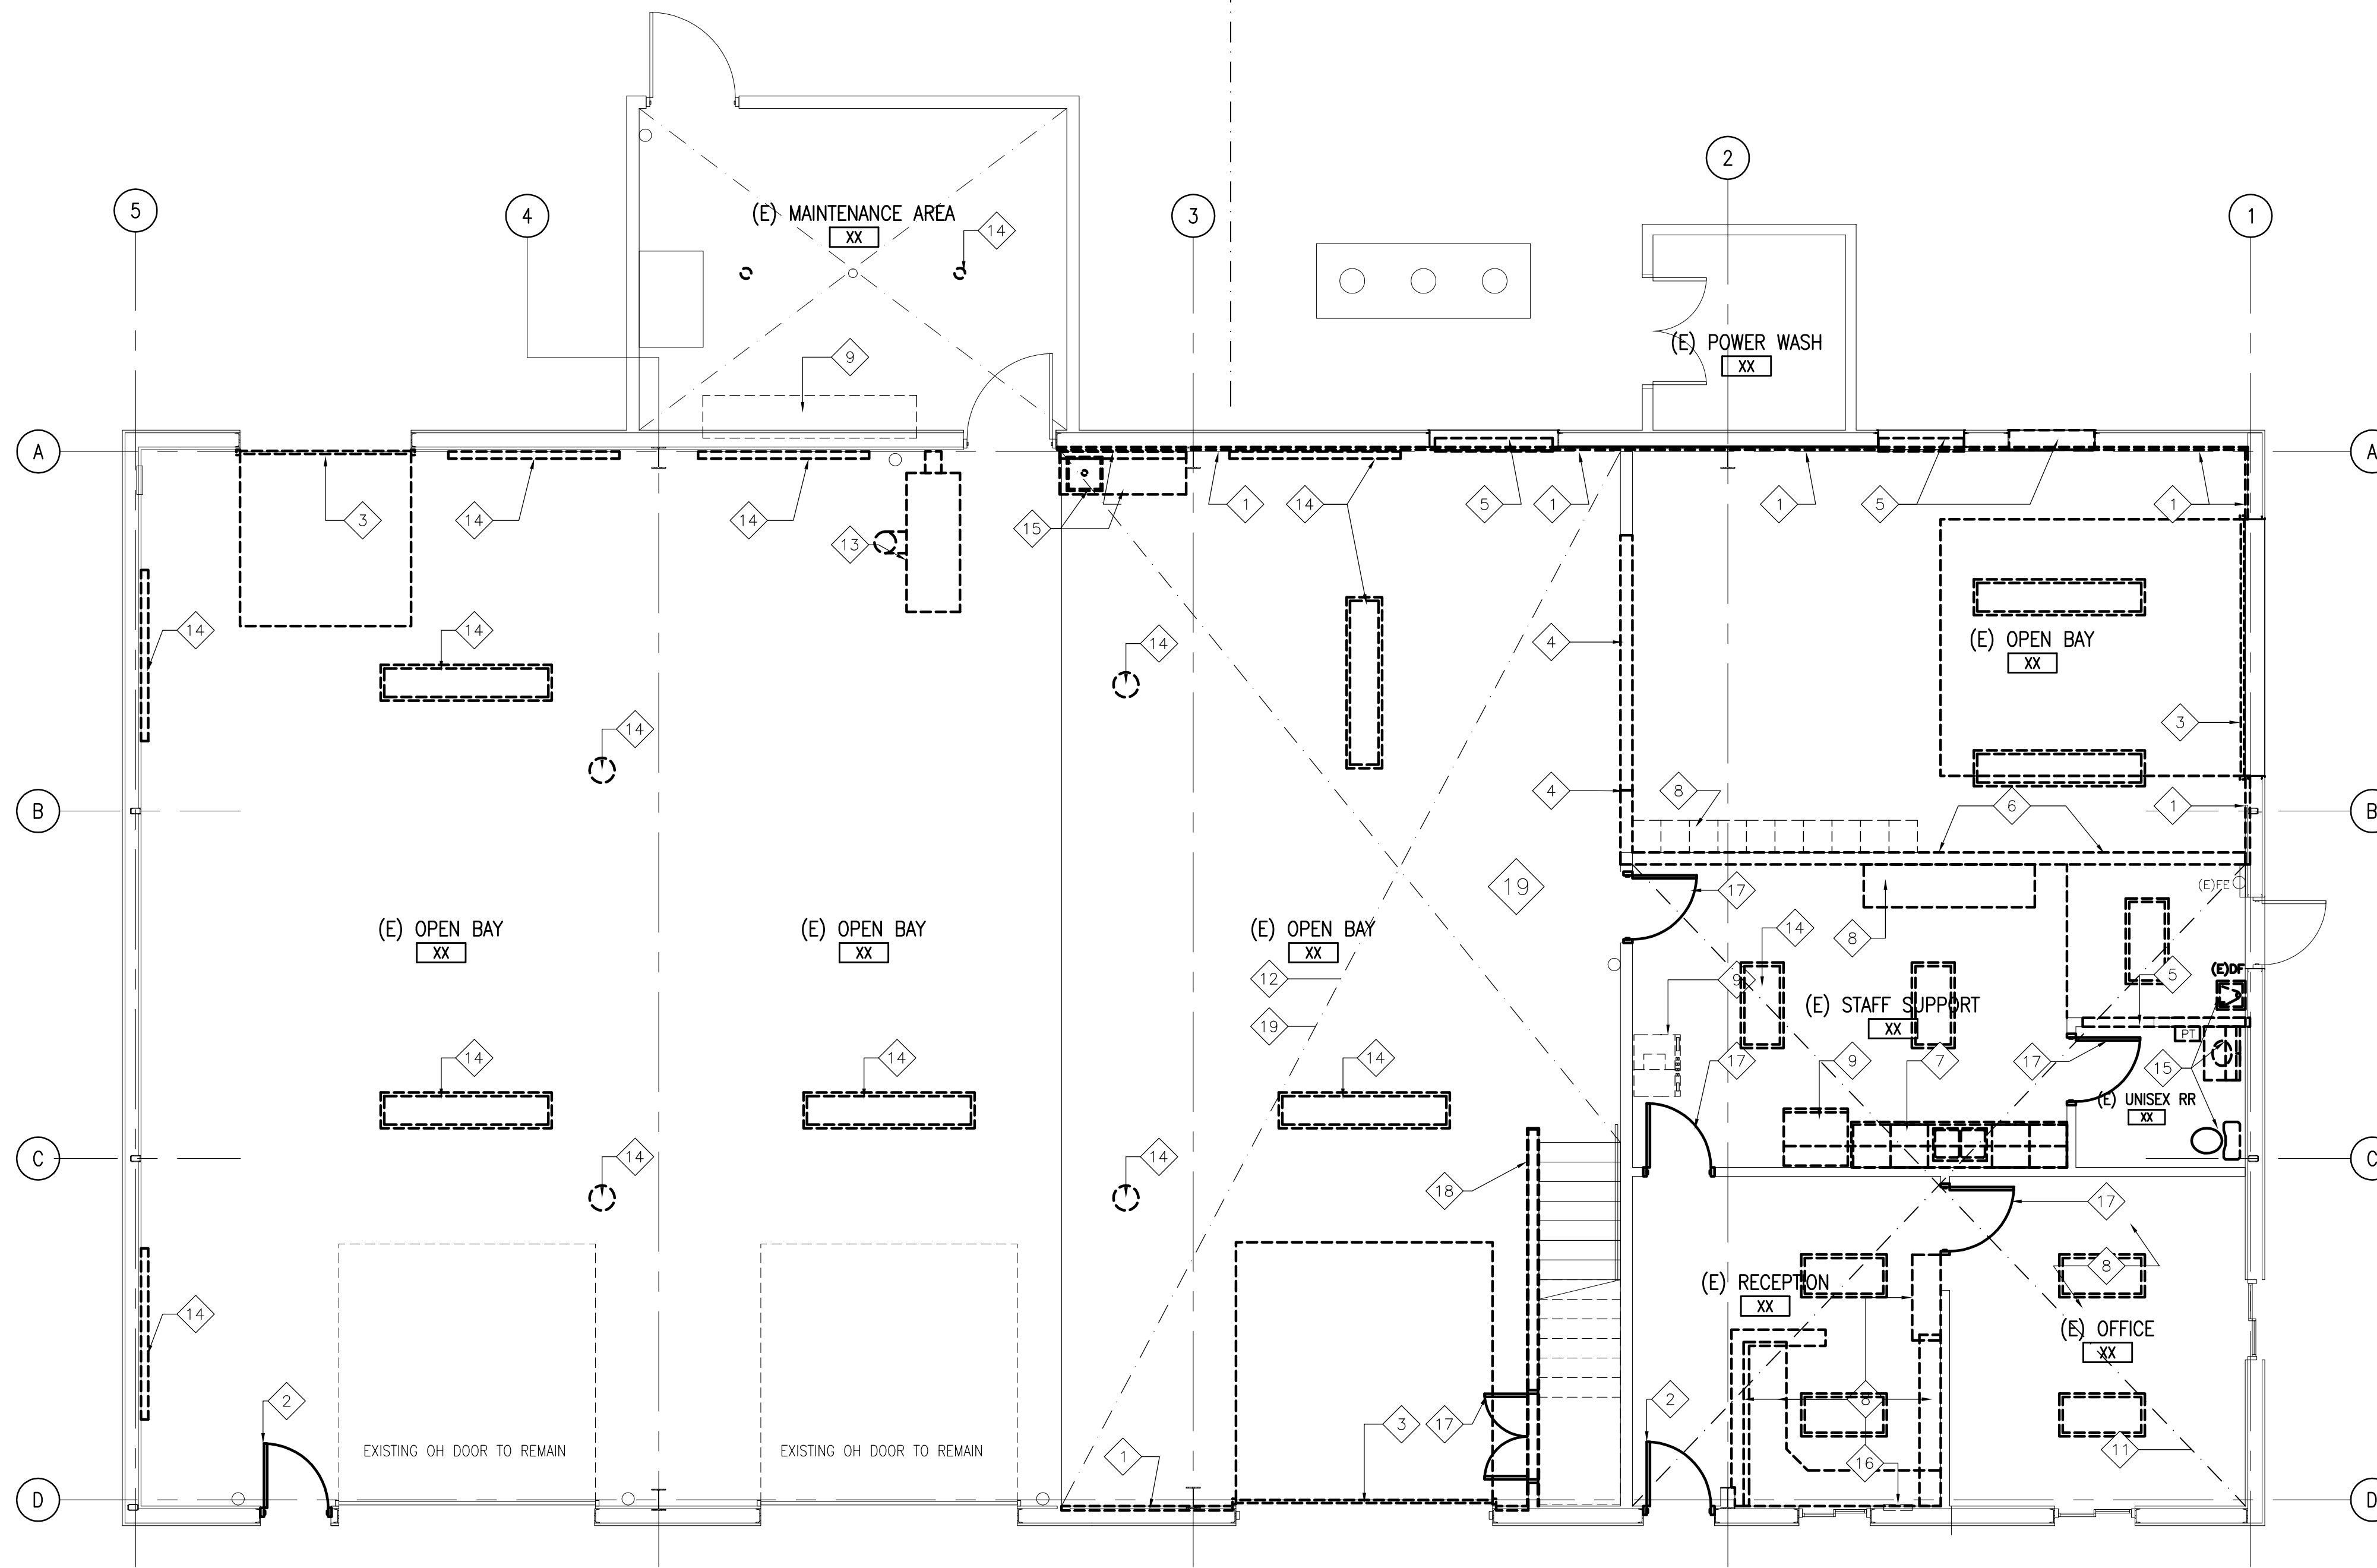 2
5
4
3
1
(E) MAINTENANCE AREA
XX
14
(E) POWER WASH
XX
9
A
A
3
14
14
13
15
1
14
5
1
1
5
1
14
14
14
4
(E) OPEN BAY
XX
14
3
B
4
8
6
1
B
19
17
(E)FE
(E) OPEN BAY
XX
(E) OPEN BAY
XX
(E) OPEN BAY
XX
14
8
12
9
5
(E)DF
(E) STAFF SUPPORT
XX
19
PT
14
14
14
17
9
7
17
15
(E) UNISEX RR
XX
C
14
14
18
17
C
8
(E) RECEPTION
XX
14
(E) OFFICE
XX
2
3
17
8
2
EXISTING OH DOOR TO REMAIN
EXISTING OH DOOR TO REMAIN
1
16
11
D
D